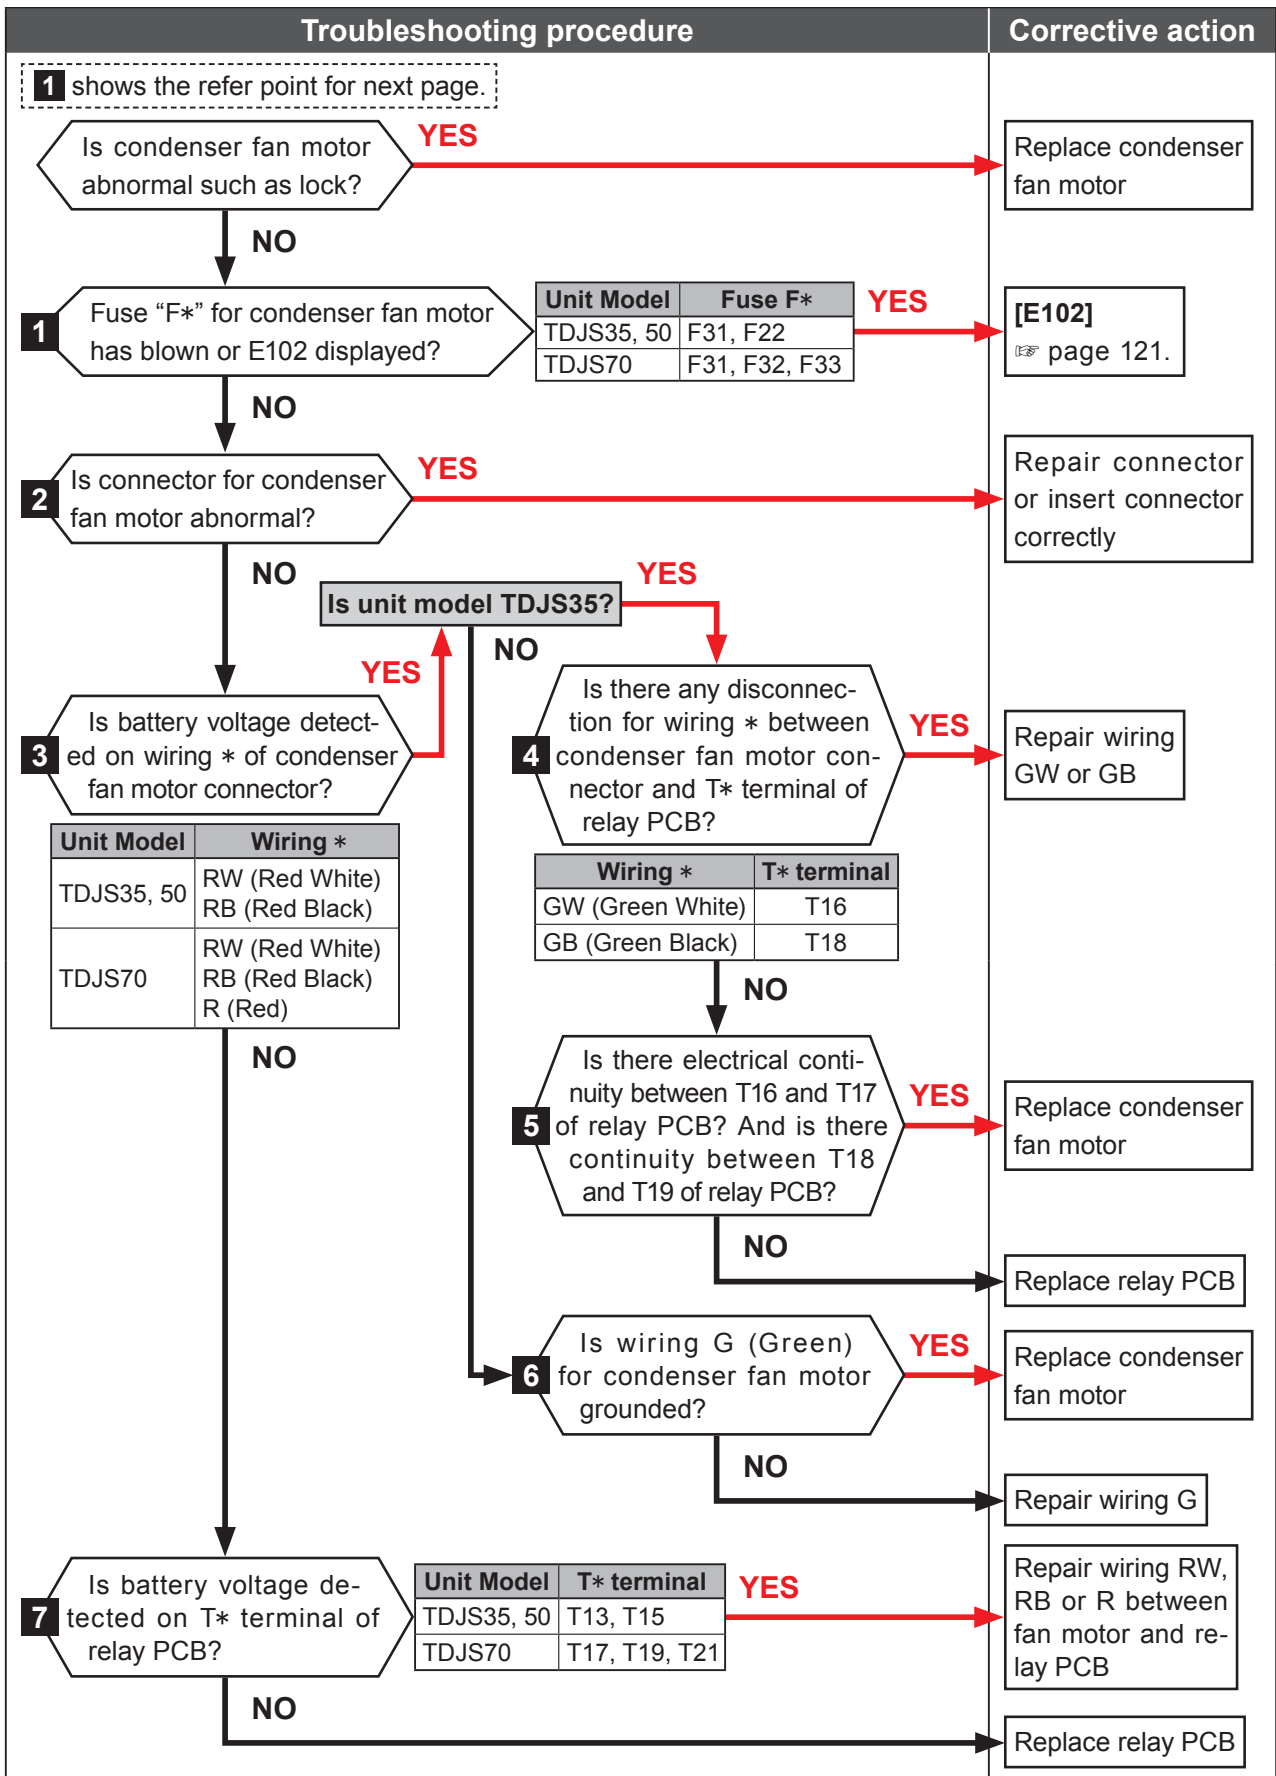 Troubleshooting procedure
Corrective action
1 shows the refer point for next page.
Is condenser fan motor
abnormal such as lock?
YES
Replace condenser
fan motor
NO
1
Fuse “F*” for condenser fan motor
has blown or E102 displayed?
Unit Model Fuse F*
TDJS35, 50 F31, F22
TDJS70 F31, F32, F33
YES
[E102]
☞ page 121.
NO
2
Is connector for condenser
fan motor abnormal?
YES
Repair connector
or insert connector
correctly
NO
Is unit model TDJS35?
YES
NO
YES
3
Is battery voltage detect-
ed on wiring * of condenser
fan motor connector?
Unit Model Wiring *
TDJS35, 50
RW (Red White)
RB (Red Black)
TDJS70
RW (Red White)
RB (Red Black)
R (Red)
NO
4
Is there any disconnec-
tion for wiring * between
condenser fan motor con-
nector and T* terminal of
relay PCB?
YES
Repair wiring
GW or GB
Wiring * T* terminal
GW (Green White) T16
GB (Green Black) T18
NO
5
Is there electrical conti-
nuity between T16 and T17
of relay PCB? And is there
continuity between T18
and T19 of relay PCB?
YES
Replace condenser
fan motor
NO
Replace relay PCB
6
Is wiring G (Green)
for condenser fan motor
grounded?
YES
Replace condenser
fan motor
NO
Repair wiring G
7
Is battery voltage de-
tected on T* terminal of
relay PCB?
Unit Model T* terminal
TDJS35, 50 T13, T15
TDJS70 T17, T19, T21
YES
Repair wiring RW,
RB or R between
fan motor and re-
lay PCB
NO
Replace relay PCB